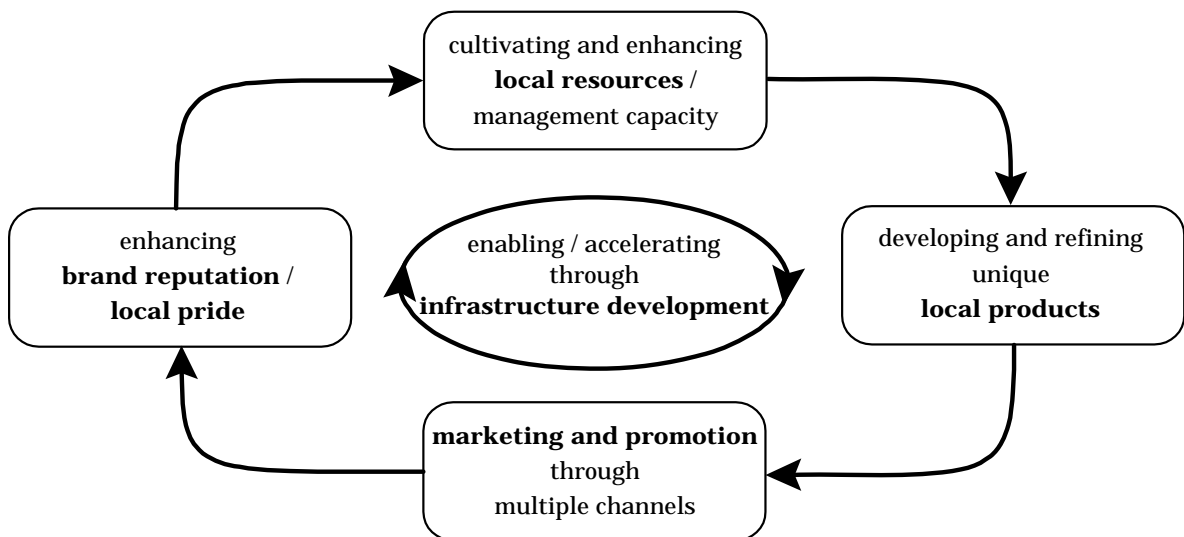 cultivating and enhancing
local resources /
management capacity
enhancing
brand reputation /
local pride
enabling / accelerating
through
infrastructure development
developing and refining
unique
local products
marketing and promotion
through
multiple channels